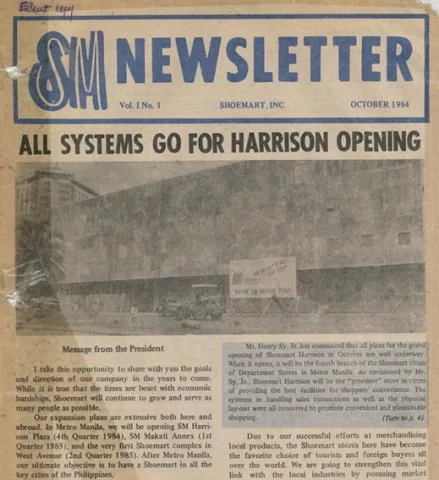 Client copy
SM NEWSLETTER
Vol. I No. 1 SHOEMART, INC. OCTOBER 1984
ALL SYSTEMS GO FOR HARRISON OPENING
SM
Message from the President
I take this opportunity to share with you the goals
and direction of our company in the years to come.
While it is true that the times are beset with economic
hardships, Shoemart will continue to grow and serve as
many people as possible.
Our expansion plans are extensive both here and
abroad. In Metro Manila, we will be opening SM Harri-
son Plaza (4th Quarter 1984), SM Makati Annex (1st
Quarter 1985), and the very first Shoemart complex in
West Avenue (2nd Quarter 1985). After Metro Manila,
our ultimate objective is to have a Shoemart in all the
key cities of the Philippines.
Mr. Henry Sy, Jr. has announced that all plans for the grand
opening of Shoemart Harrison in October are well underway.
When it opens, it will be the fourth branch of the Shoemart chain
of Department Stores in Metro Manila. As envisioned by Mr.
Sy, Jr., Shoemart Harrison will be the "premiere" store in terms
of providing the best facilities for shoppers' convenience. The
systems in handling sales transactions as well as the physical
lay-out were all conceived to promote convenient and pleasurable
shopping. (Turn to p. 4)
Due to our successful efforts at merchandising
local products, the Shoemart stores here have become
the favorite choice of tourists and foreign buyers all
over the world. We are going to strengthen this vital
link with the local industries by pursuing market